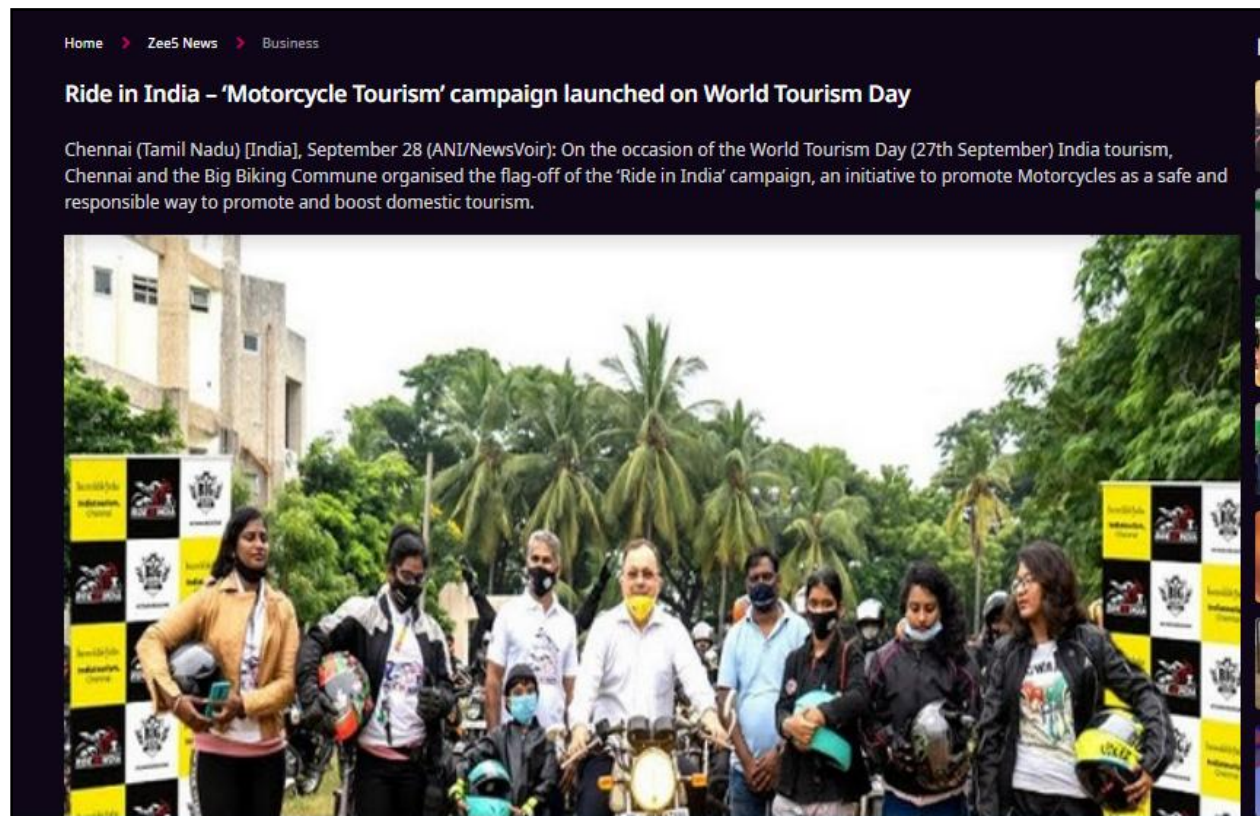 Home > Zee5 News > Business
Ride in India – ‘Motorcycle Tourism’ campaign launched on World Tourism Day
Chennai (Tamil Nadu) [India], September 28 (ANI/NewsVoir): On the occasion of the World Tourism Day (27th September) India tourism,
Chennai and the Big Biking Commune organised the flag-off of the ‘Ride in India’ campaign, an initiative to promote Motorcycles as a safe and
responsible way to promote and boost domestic tourism.